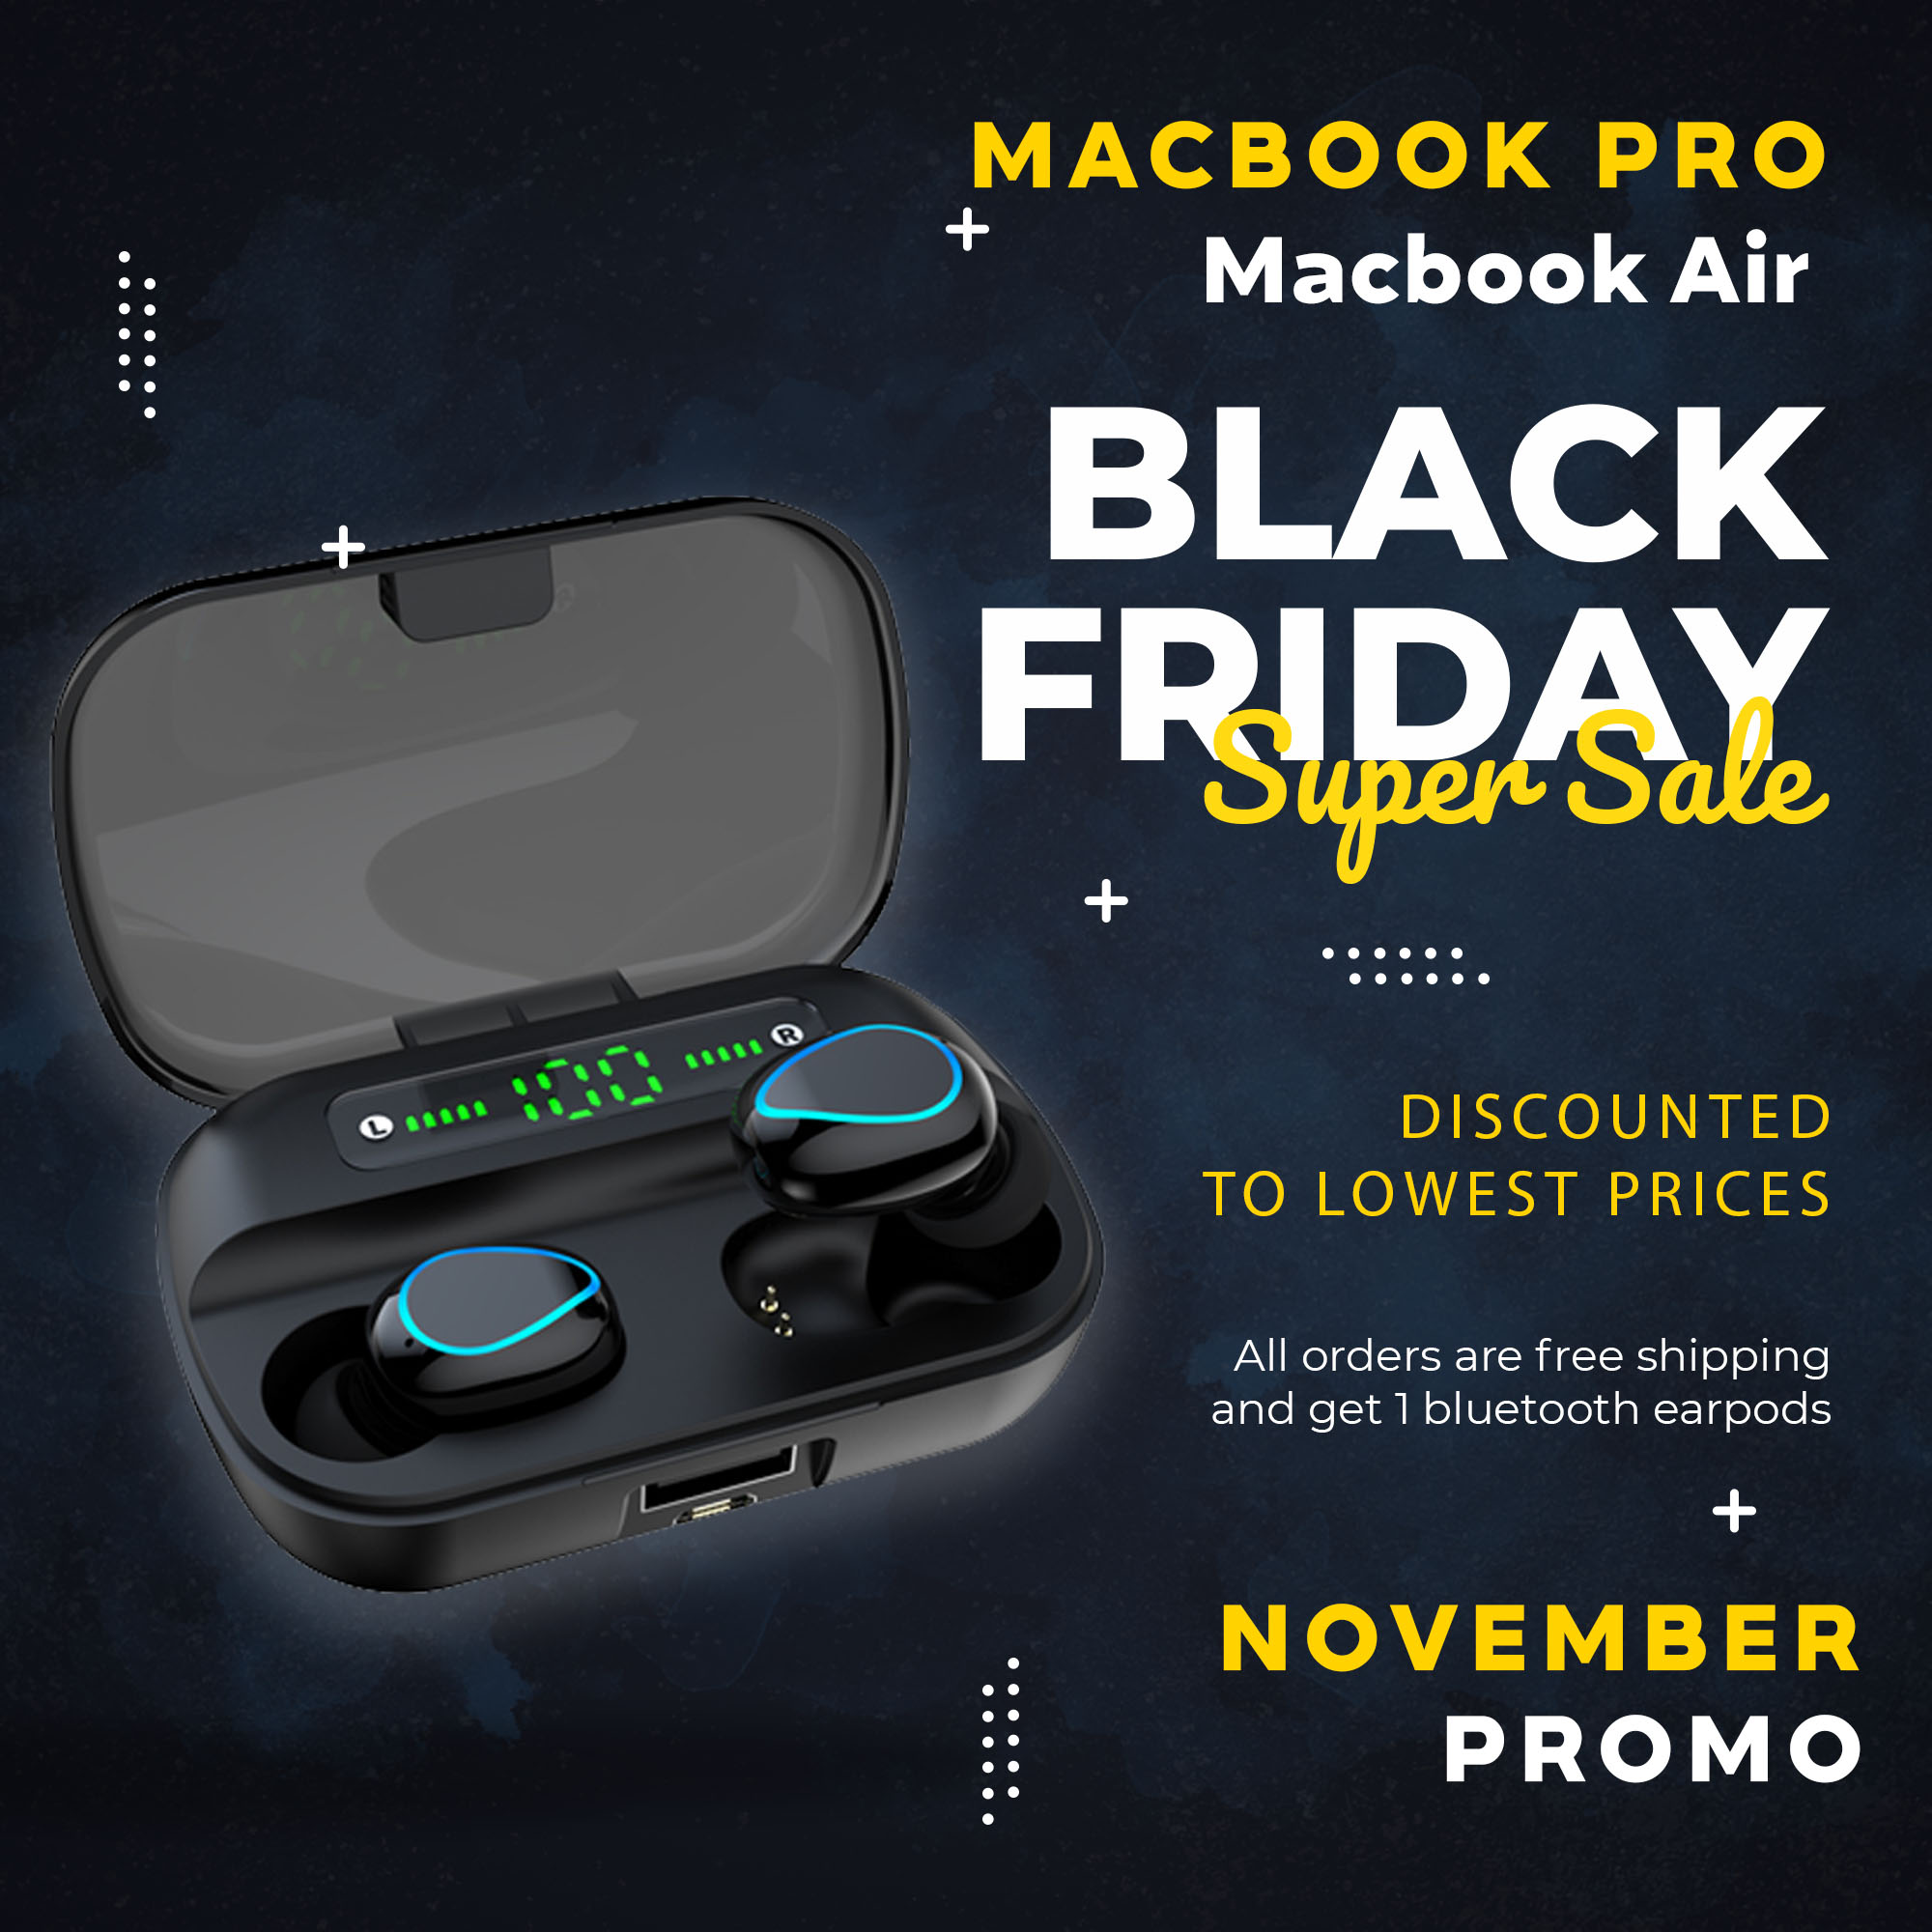 MACBOOK PRO
Macbook Air
BLACK
FRIDAY
Super Sale
DISCOUNTED
TO LOWEST PRICES
All orders are free shipping
and get 1 bluetooth earpods
NOVEMBER
PROMO
L 100 R